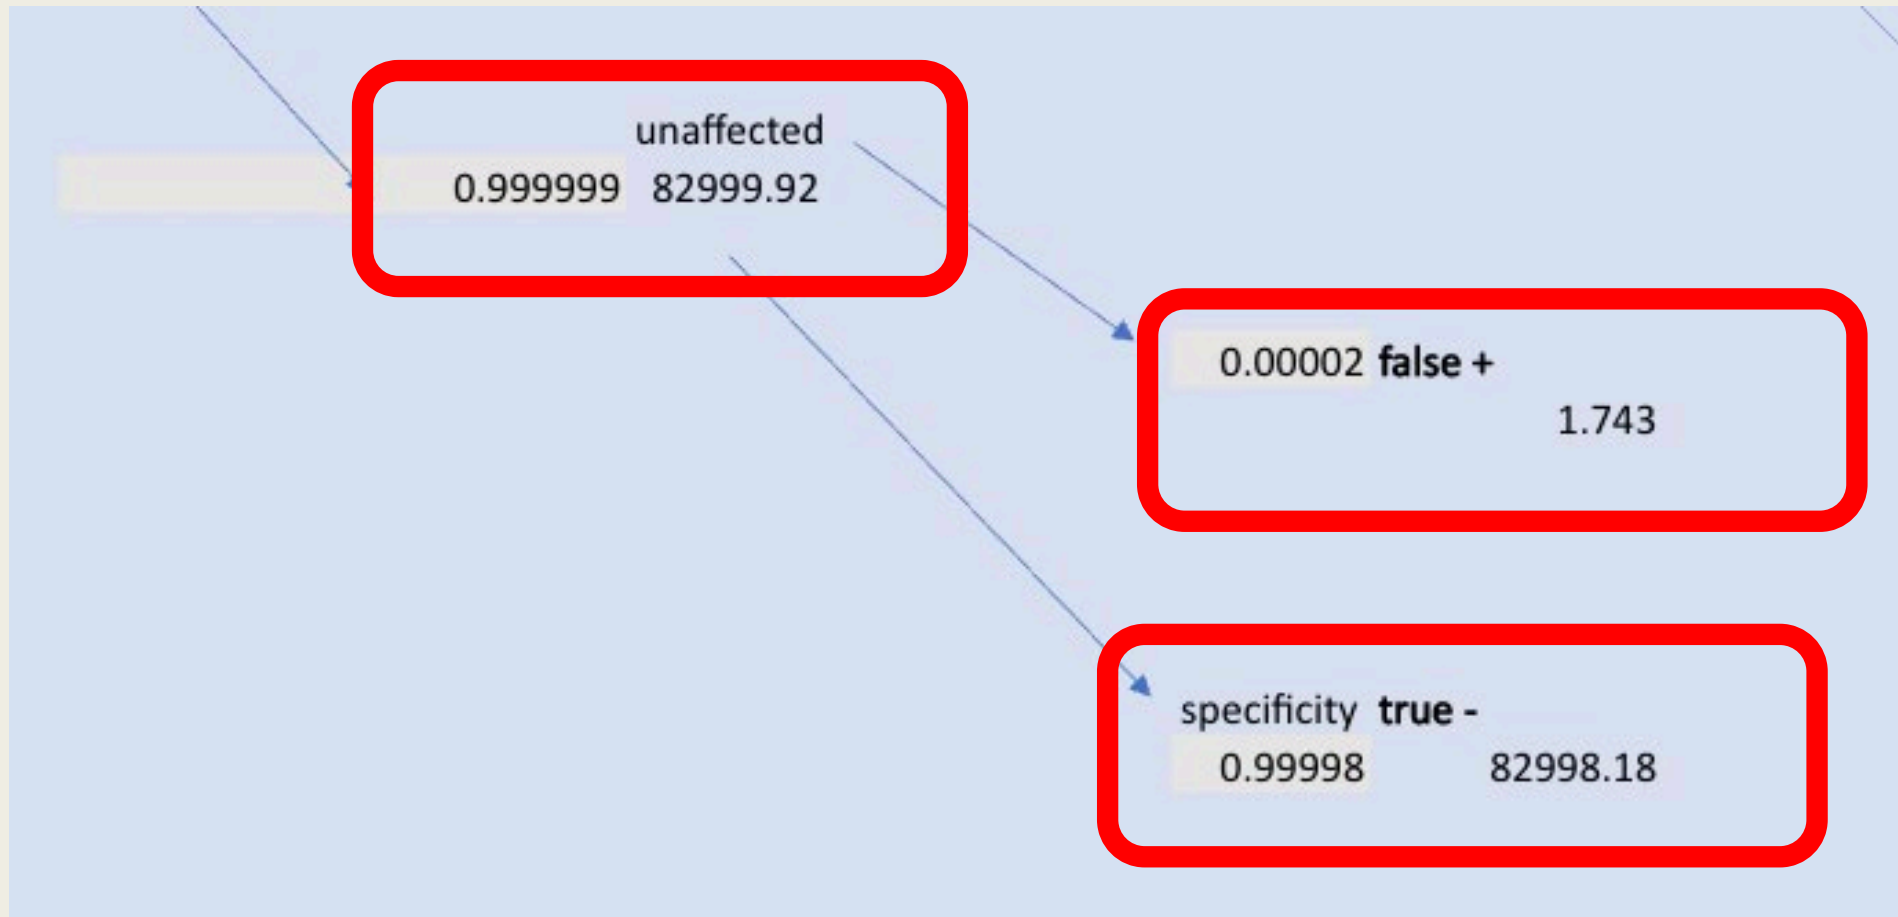 unaffected
0.999999 82999.92
0.00002 false +
1.743
specificity true -
0.99998 82998.18